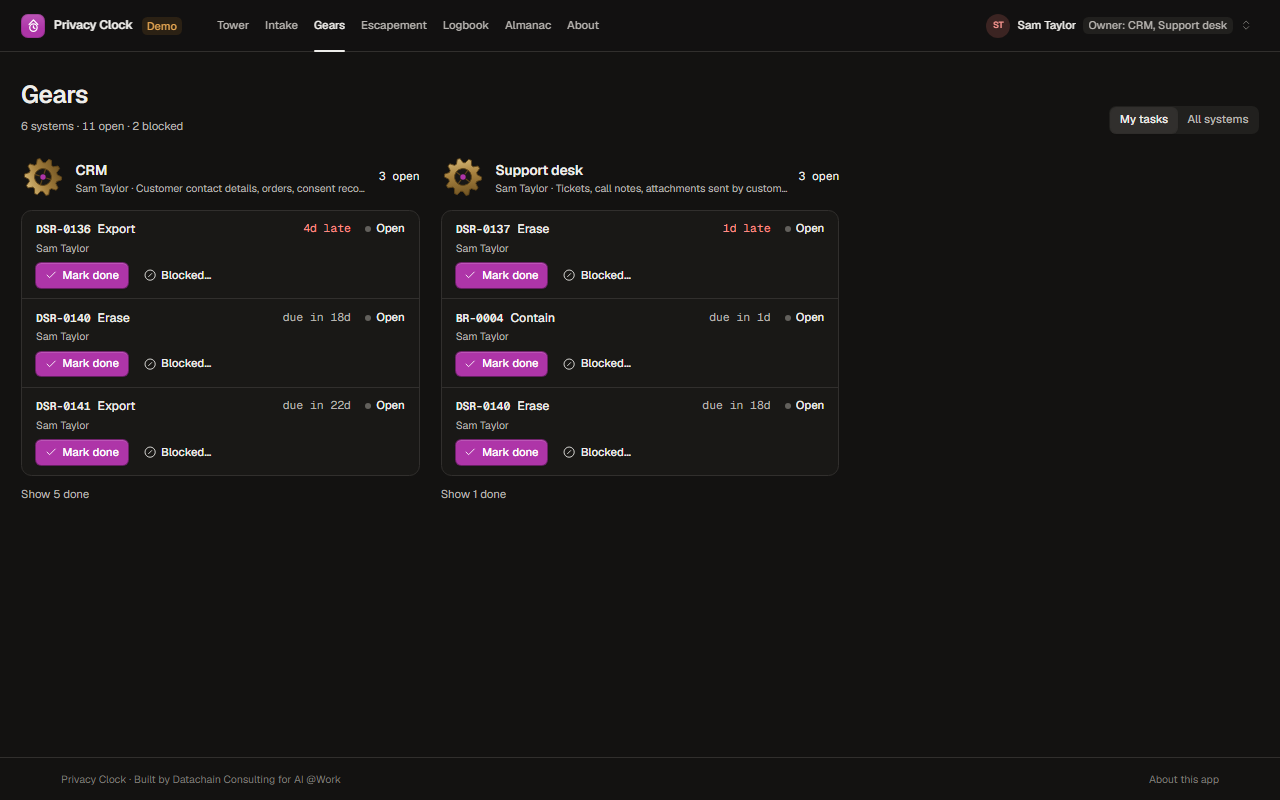 Privacy Clock Demo Tower Intake Gears Escapement Logbook Almanac About ST Sam Taylor Owner: CRM, Support desk
Gears
6 systems · 11 open · 2 blocked
My tasks All systems
CRM
Sam Taylor · Customer contact details, orders, consent reco…
3 open
DSR-0136 Export 4d late Open
Sam Taylor
Mark done Blocked…
DSR-0140 Erase due in 18d Open
Sam Taylor
Mark done Blocked…
DSR-0141 Export due in 22d Open
Sam Taylor
Mark done Blocked…
Show 5 done
Support desk
Sam Taylor · Tickets, call notes, attachments sent by custom…
3 open
DSR-0137 Erase 1d late Open
Sam Taylor
Mark done Blocked…
BR-0004 Contain due in 1d Open
Sam Taylor
Mark done Blocked…
DSR-0140 Erase due in 18d Open
Sam Taylor
Mark done Blocked…
Show 1 done
Privacy Clock · Built by Datachain Consulting for AI @Work
About this app